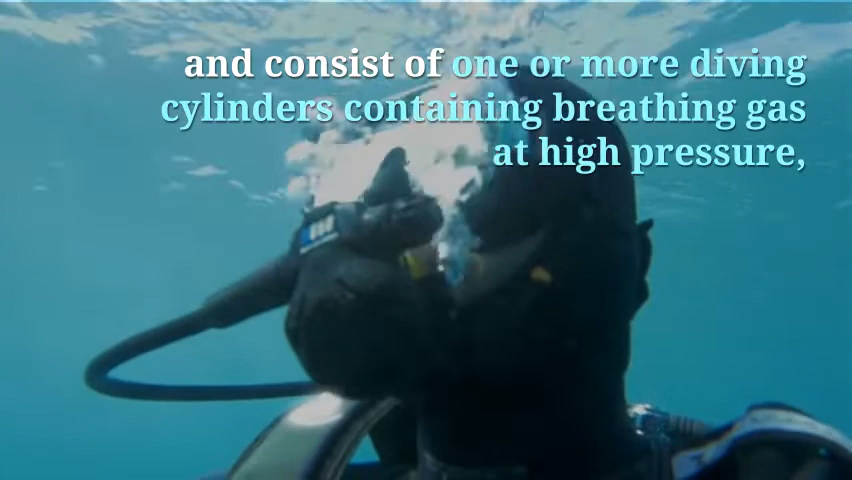 and consist of one or more diving
cylinders containing breathing gas
at high pressure,